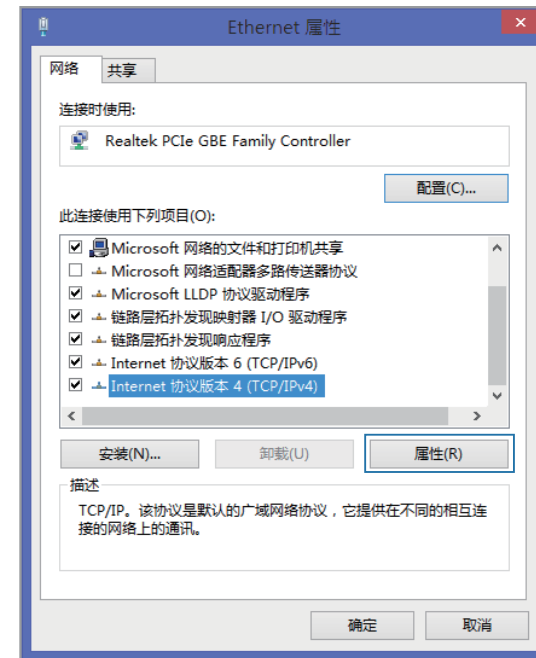 Ethernet 属性
网络
共享
连接时使用:
Realtek PCIe GBE Family Controller
配置(C)...
此连接使用下列项目(O):
Microsoft 网络的文件和打印机共享
Microsoft 网络适配器多路传送器协议
Microsoft LLDP 协议驱动程序
链路层拓扑发现映射器 I/O 驱动程序
链路层拓扑发现响应程序
Internet 协议版本 6 (TCP/IPv6)
Internet 协议版本 4 (TCP/IPv4)
安装(N)...
卸载(U)
属性(R)
描述
TCP/IP。该协议是默认的广域网络协议，它提供在不同的相互连
接的网络上的通讯。
确定
取消